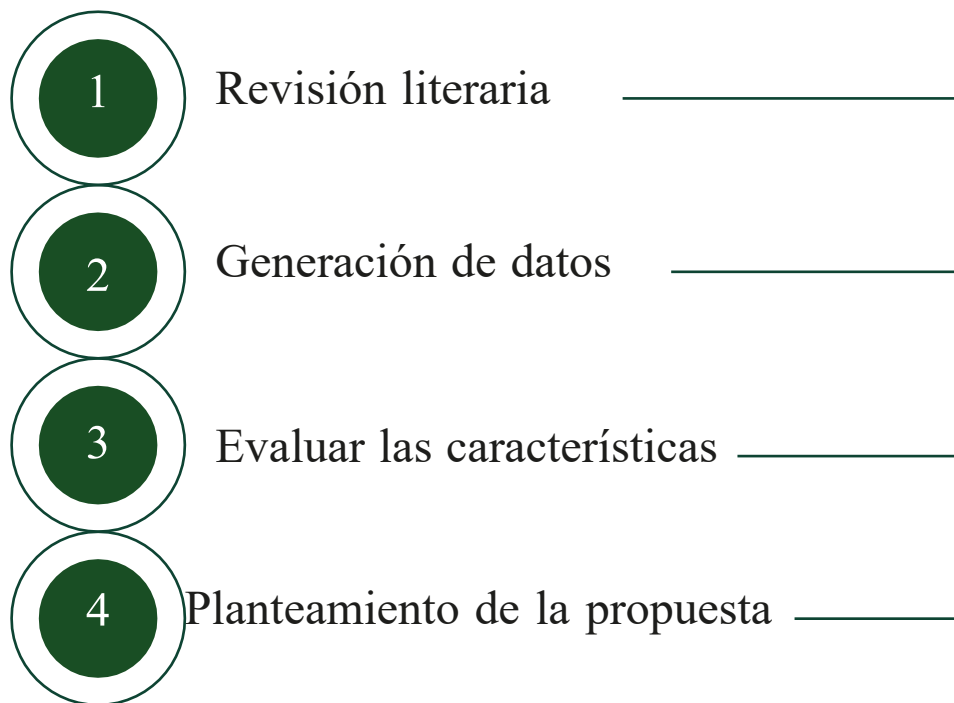 1 Revisión literaria
2 Generación de datos
3 Evaluar las características
4 Planteamiento de la propuesta